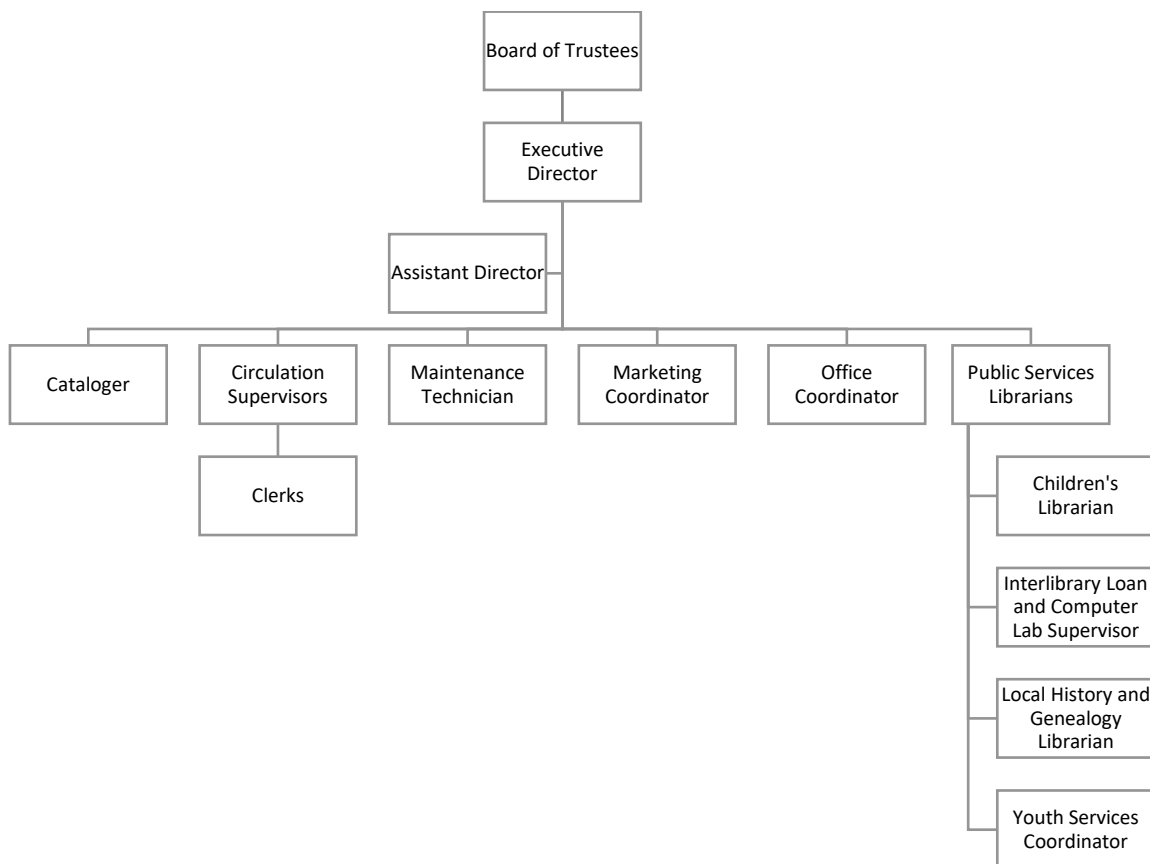 Board of Trustees
Executive
Director
Assistant Director
Cataloger
Circulation
Supervisors
Maintenance
Technician
Marketing
Coordinator
Office
Coordinator
Public Services
Librarians
Clerks
Children's
Librarian
Interlibrary Loan
and Computer
Lab Supervisor
Local History and
Genealogy
Librarian
Youth Services
Coordinator